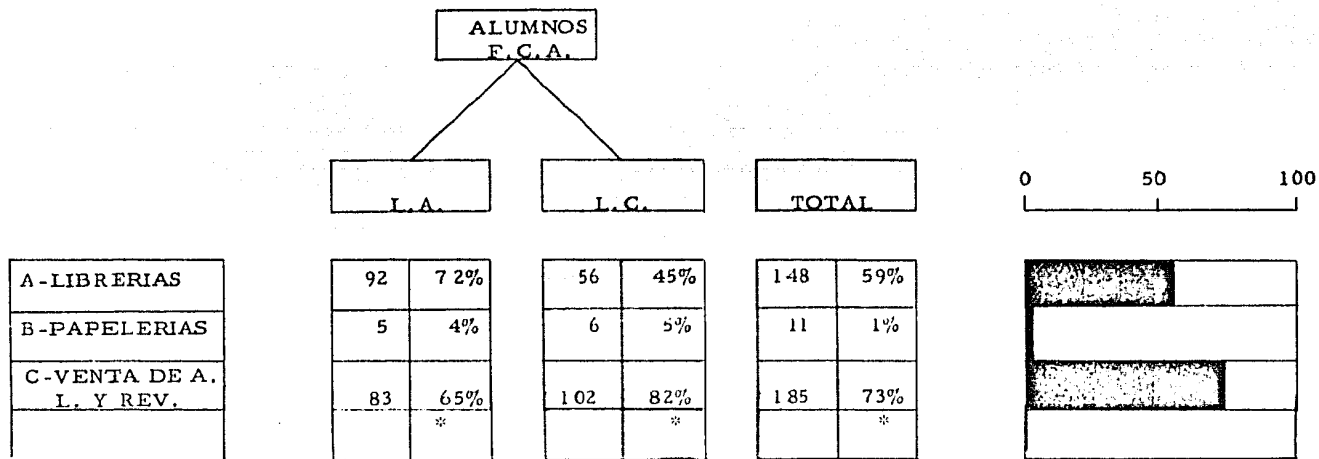 ALUMNOS
F.C.A.
L.A. L.C. TOTAL
0 50 100
A-LIBRERIAS 92 72% 56 45% 148 59%
B-PAPELERIAS 5 4% 6 5% 11 1%
C-VENTA DE A.
L. Y REV. 83 65% 102 82% 185 73%
* * *